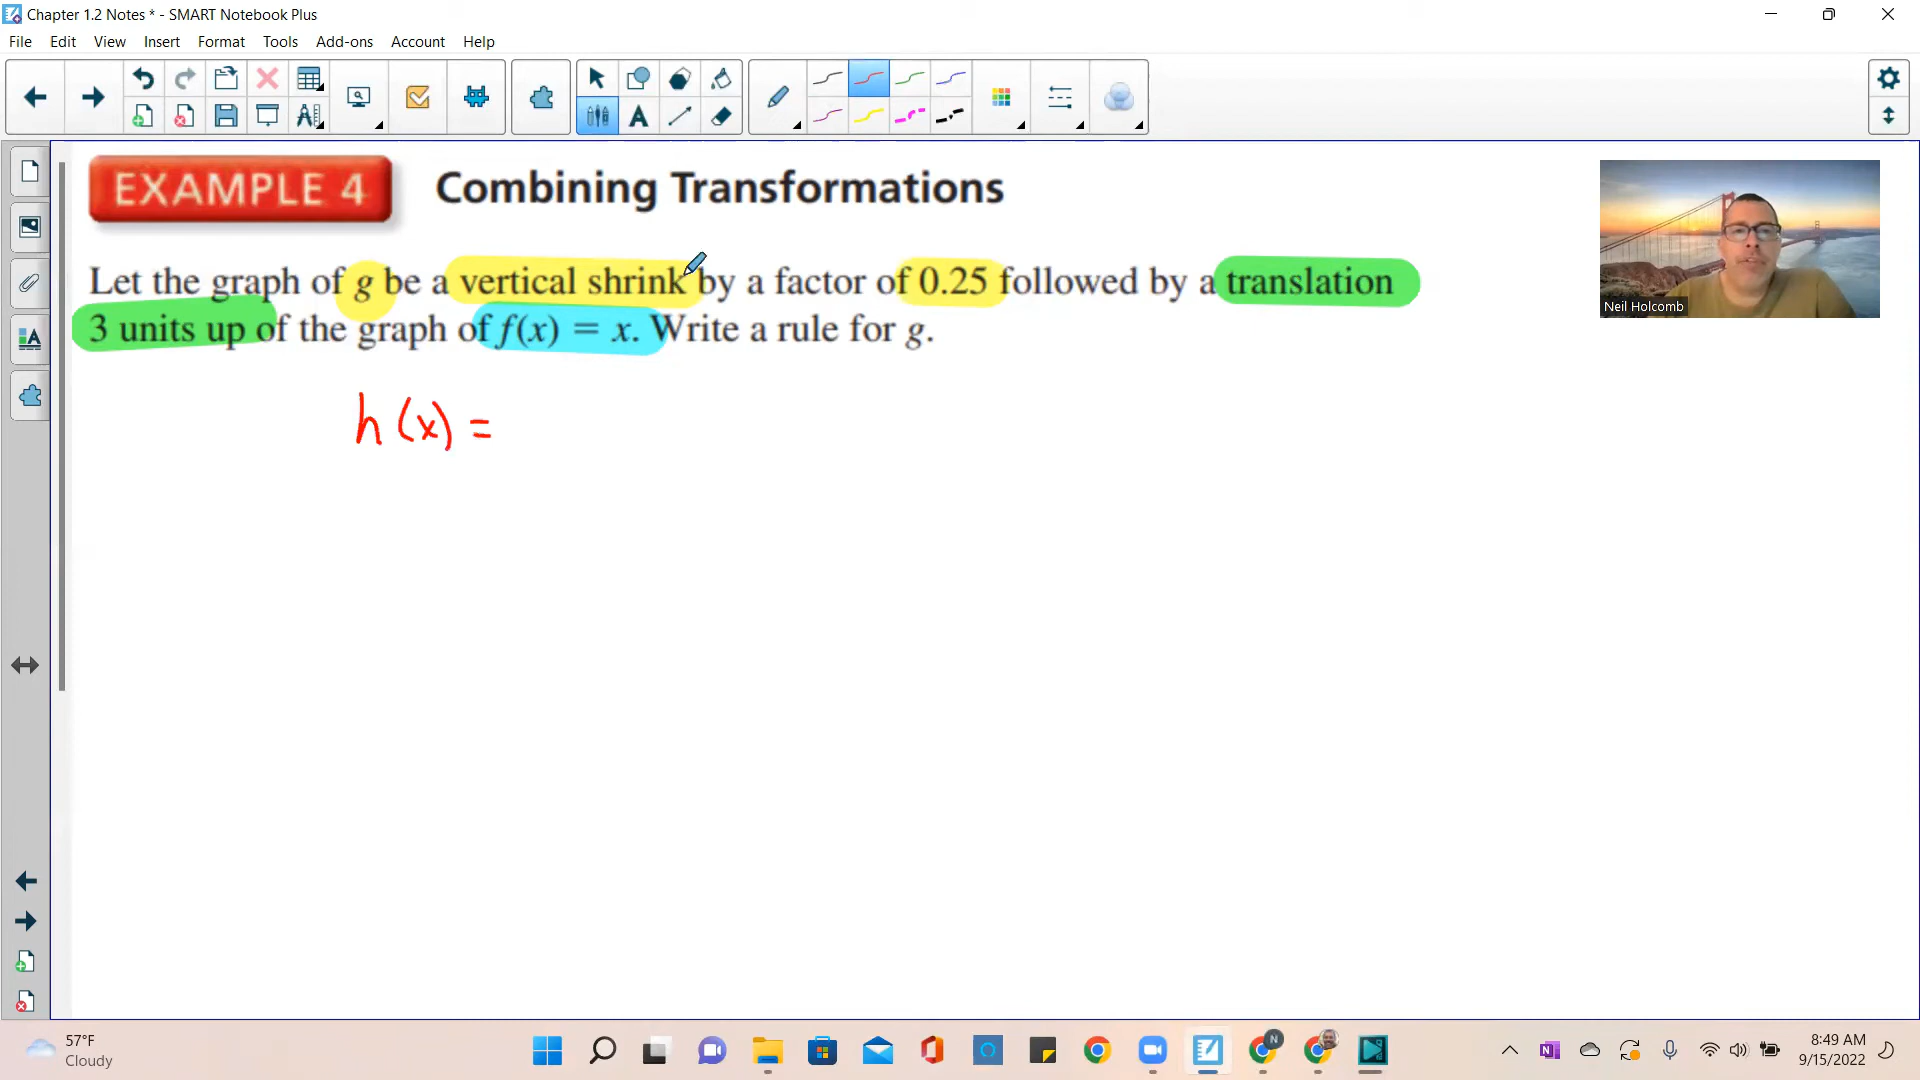 Chapter 1.2 Notes * - SMART Notebook Plus
File Edit View Insert Format Tools Add-ons Account Help
EXAMPLE 4 Combining Transformations
Let the graph of g be a vertical shrink by a factor of 0.25 followed by a translation
3 units up of the graph of f(x) = x. Write a rule for g.
h(x) =
Neil Holcomb
57°F
Cloudy
8:49 AM
9/15/2022